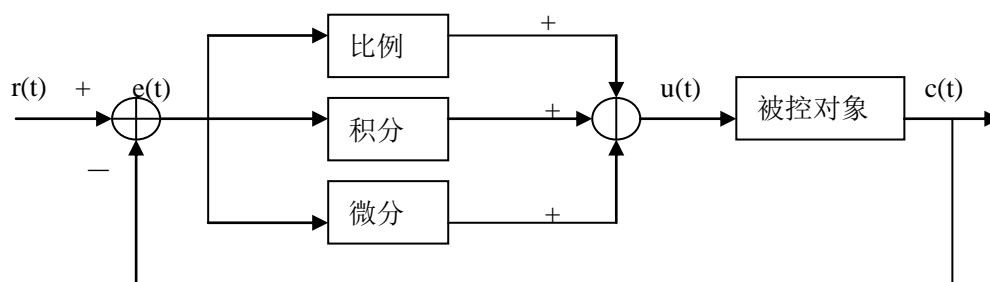 比例
+
r(t) + e(t)
u(t)
c(t)
积分
+
被控对象
—
微分
+